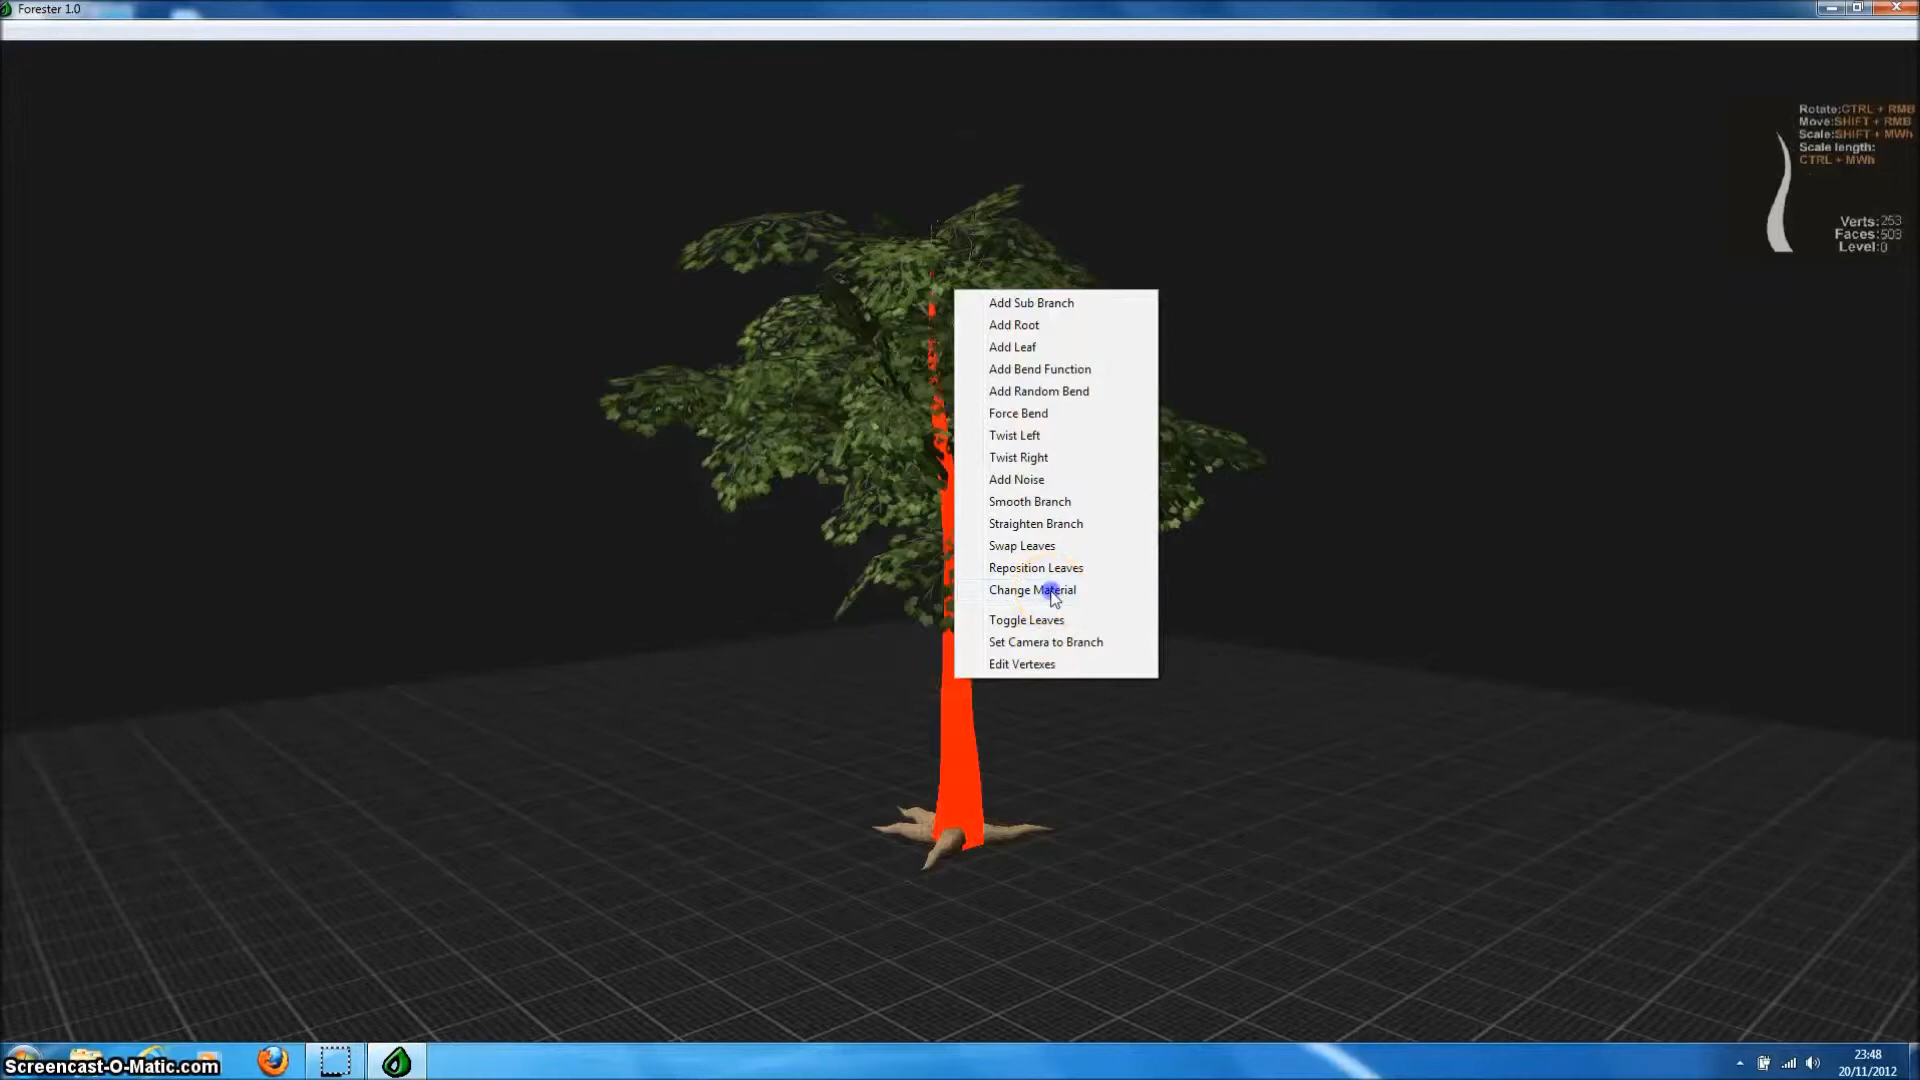 Forester 1.0
Rotate:CTRL + RMB
Move:SHIFT + RMB
Scale:SHIFT + MWh
Scale length:
CTRL + MWh
Verts:253
Faces:503
Level:0
Add Sub Branch
Add Root
Add Leaf
Add Bend Function
Add Random Bend
Force Bend
Twist Left
Twist Right
Add Noise
Smooth Branch
Straighten Branch
Swap Leaves
Reposition Leaves
Change Material
Toggle Leaves
Set Camera to Branch
Edit Vertexes
Screencast-O-Matic.com
23:48
20/11/2012